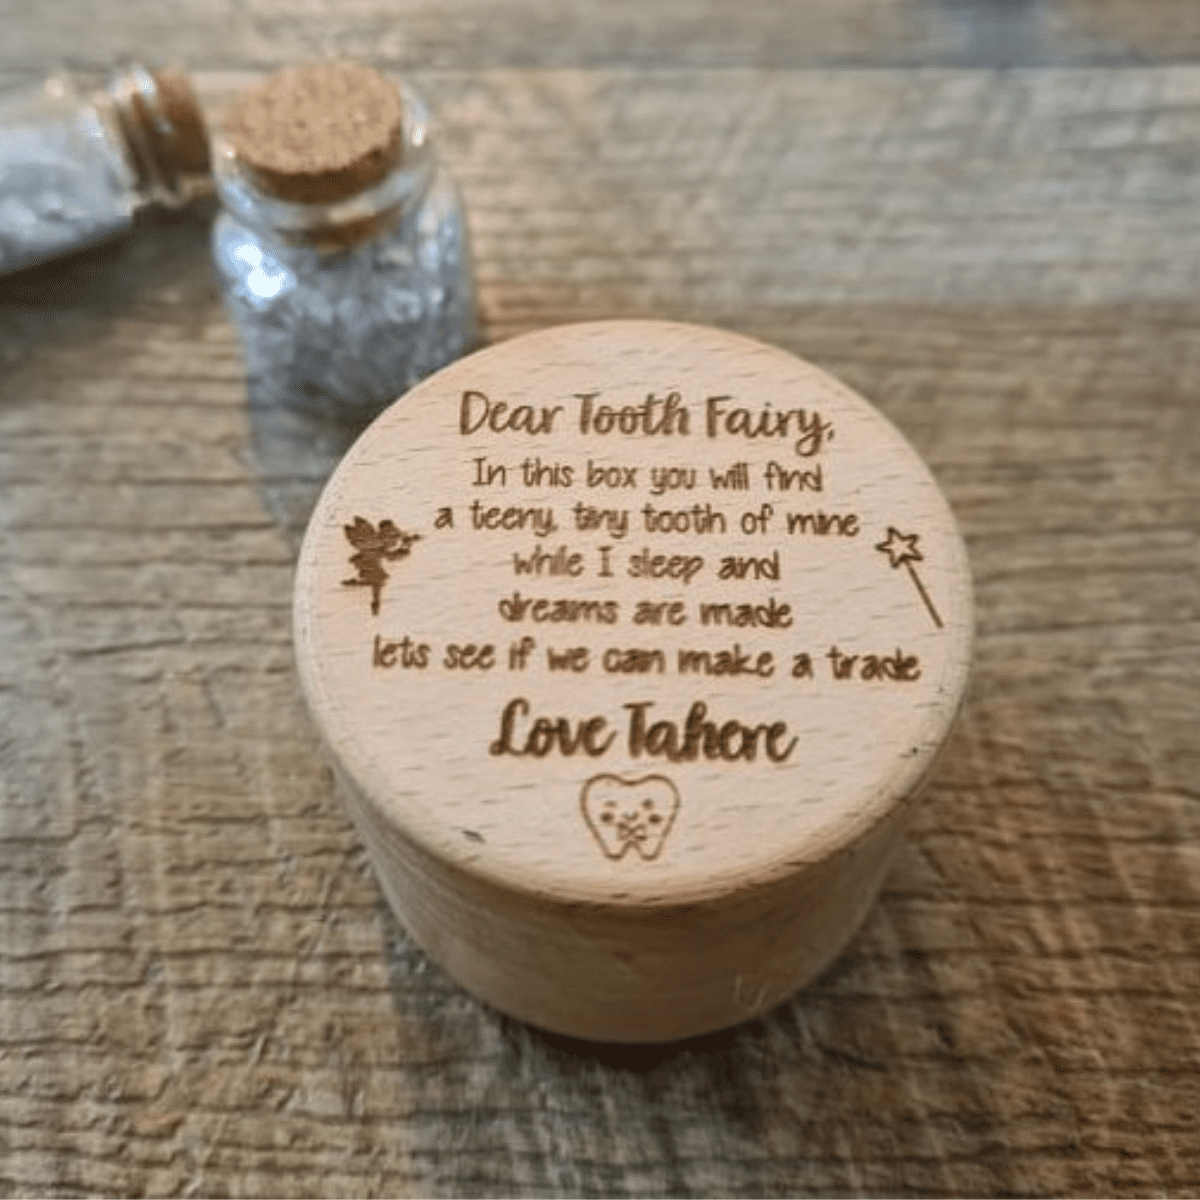 Dear Tooth Fairy,
In this box you will find
a teeny, tiny tooth of mine
while I sleep and
dreams are made
lets see if we can make a trade
Love Tahere